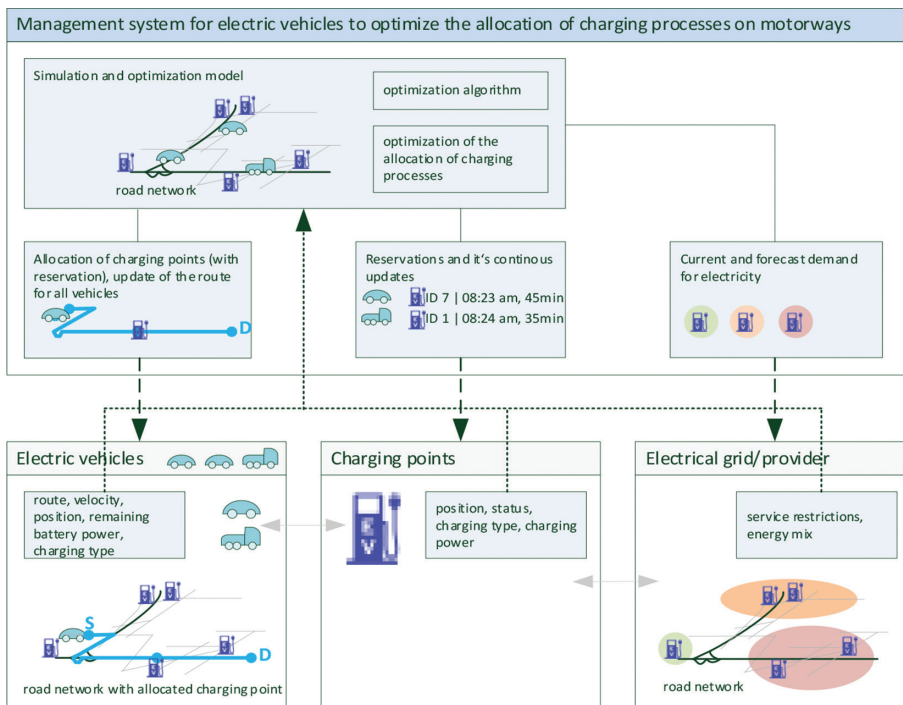 Management system for electric vehicles to optimize the allocation of charging processes on motorways
Simulation and optimization model
optimization algorithm
optimization of the
allocation of charging
processes
road network
Allocation of charging points (with
reservation), update of the route
for all vehicles
D
Reservations and it's continous
updates
ID 7 | 08:23 am, 45min
ID 1 | 08:24 am, 35min
Current and forecast demand
for electricity
Electric vehicles
route, velocity,
position, remaining
battery power,
charging type
S
D
road network with allocated charging point
Charging points
position, status,
charging type, charging
power
Electrical grid/provider
service restrictions,
energy mix
road network